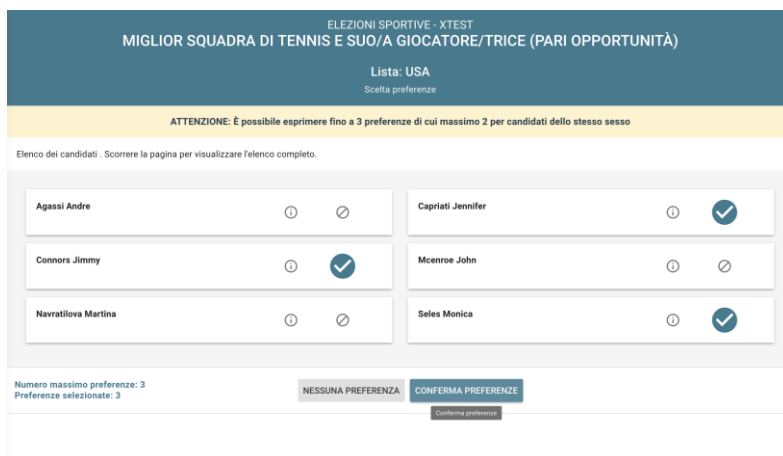 ELEZIONI SPORTIVE - XTEST
MIGLIOR SQUADRA DI TENNIS E SUO/A GIOCATORE/TRICE (PARI OPPORTUNITÀ)
Lista: USA
Scelta preferenze
ATTENZIONE: È possibile esprimere fino a 3 preferenze di cui massimo 2 per candidati dello stesso sesso
Elenco dei candidati . Scorrere la pagina per visualizzare l'elenco completo.
Agassi Andre
Capriati Jennifer
Connors Jimmy
Mcenroe John
Navratilova Martina
Seles Monica
Numero massimo preferenze: 3
Preferenze selezionate: 3
NESSUNA PREFERENZA
CONFERMA PREFERENZE
Conferma preferenze